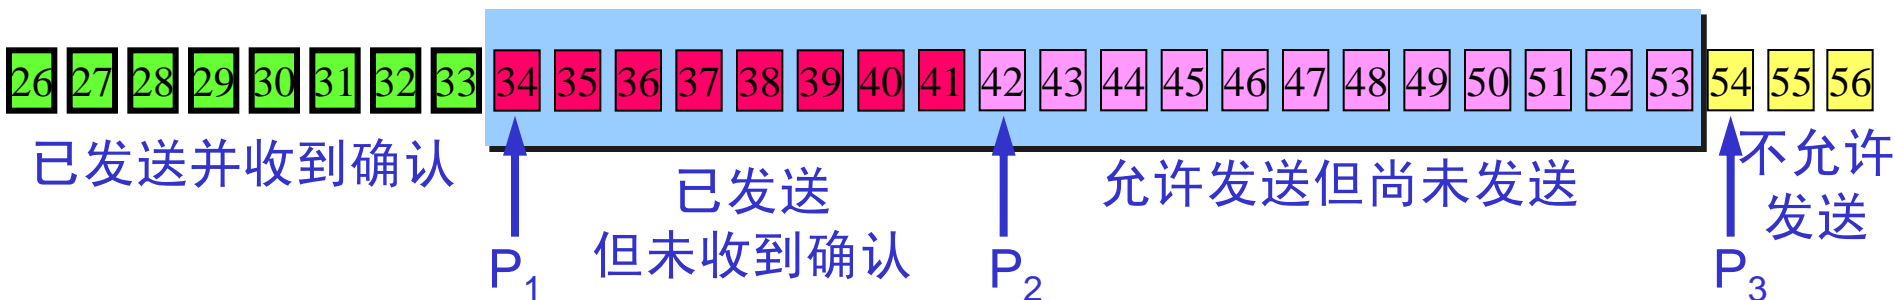 26 27 28 29 30 31 32 33 34 35 36 37 38 39 40 41 42 43 44 45 46 47 48 49 50 51 52 53 54 55 56
已发送并收到确认
已发送
但未收到确认
允许发送但尚未发送
不允许
发送
P1
P2
P3